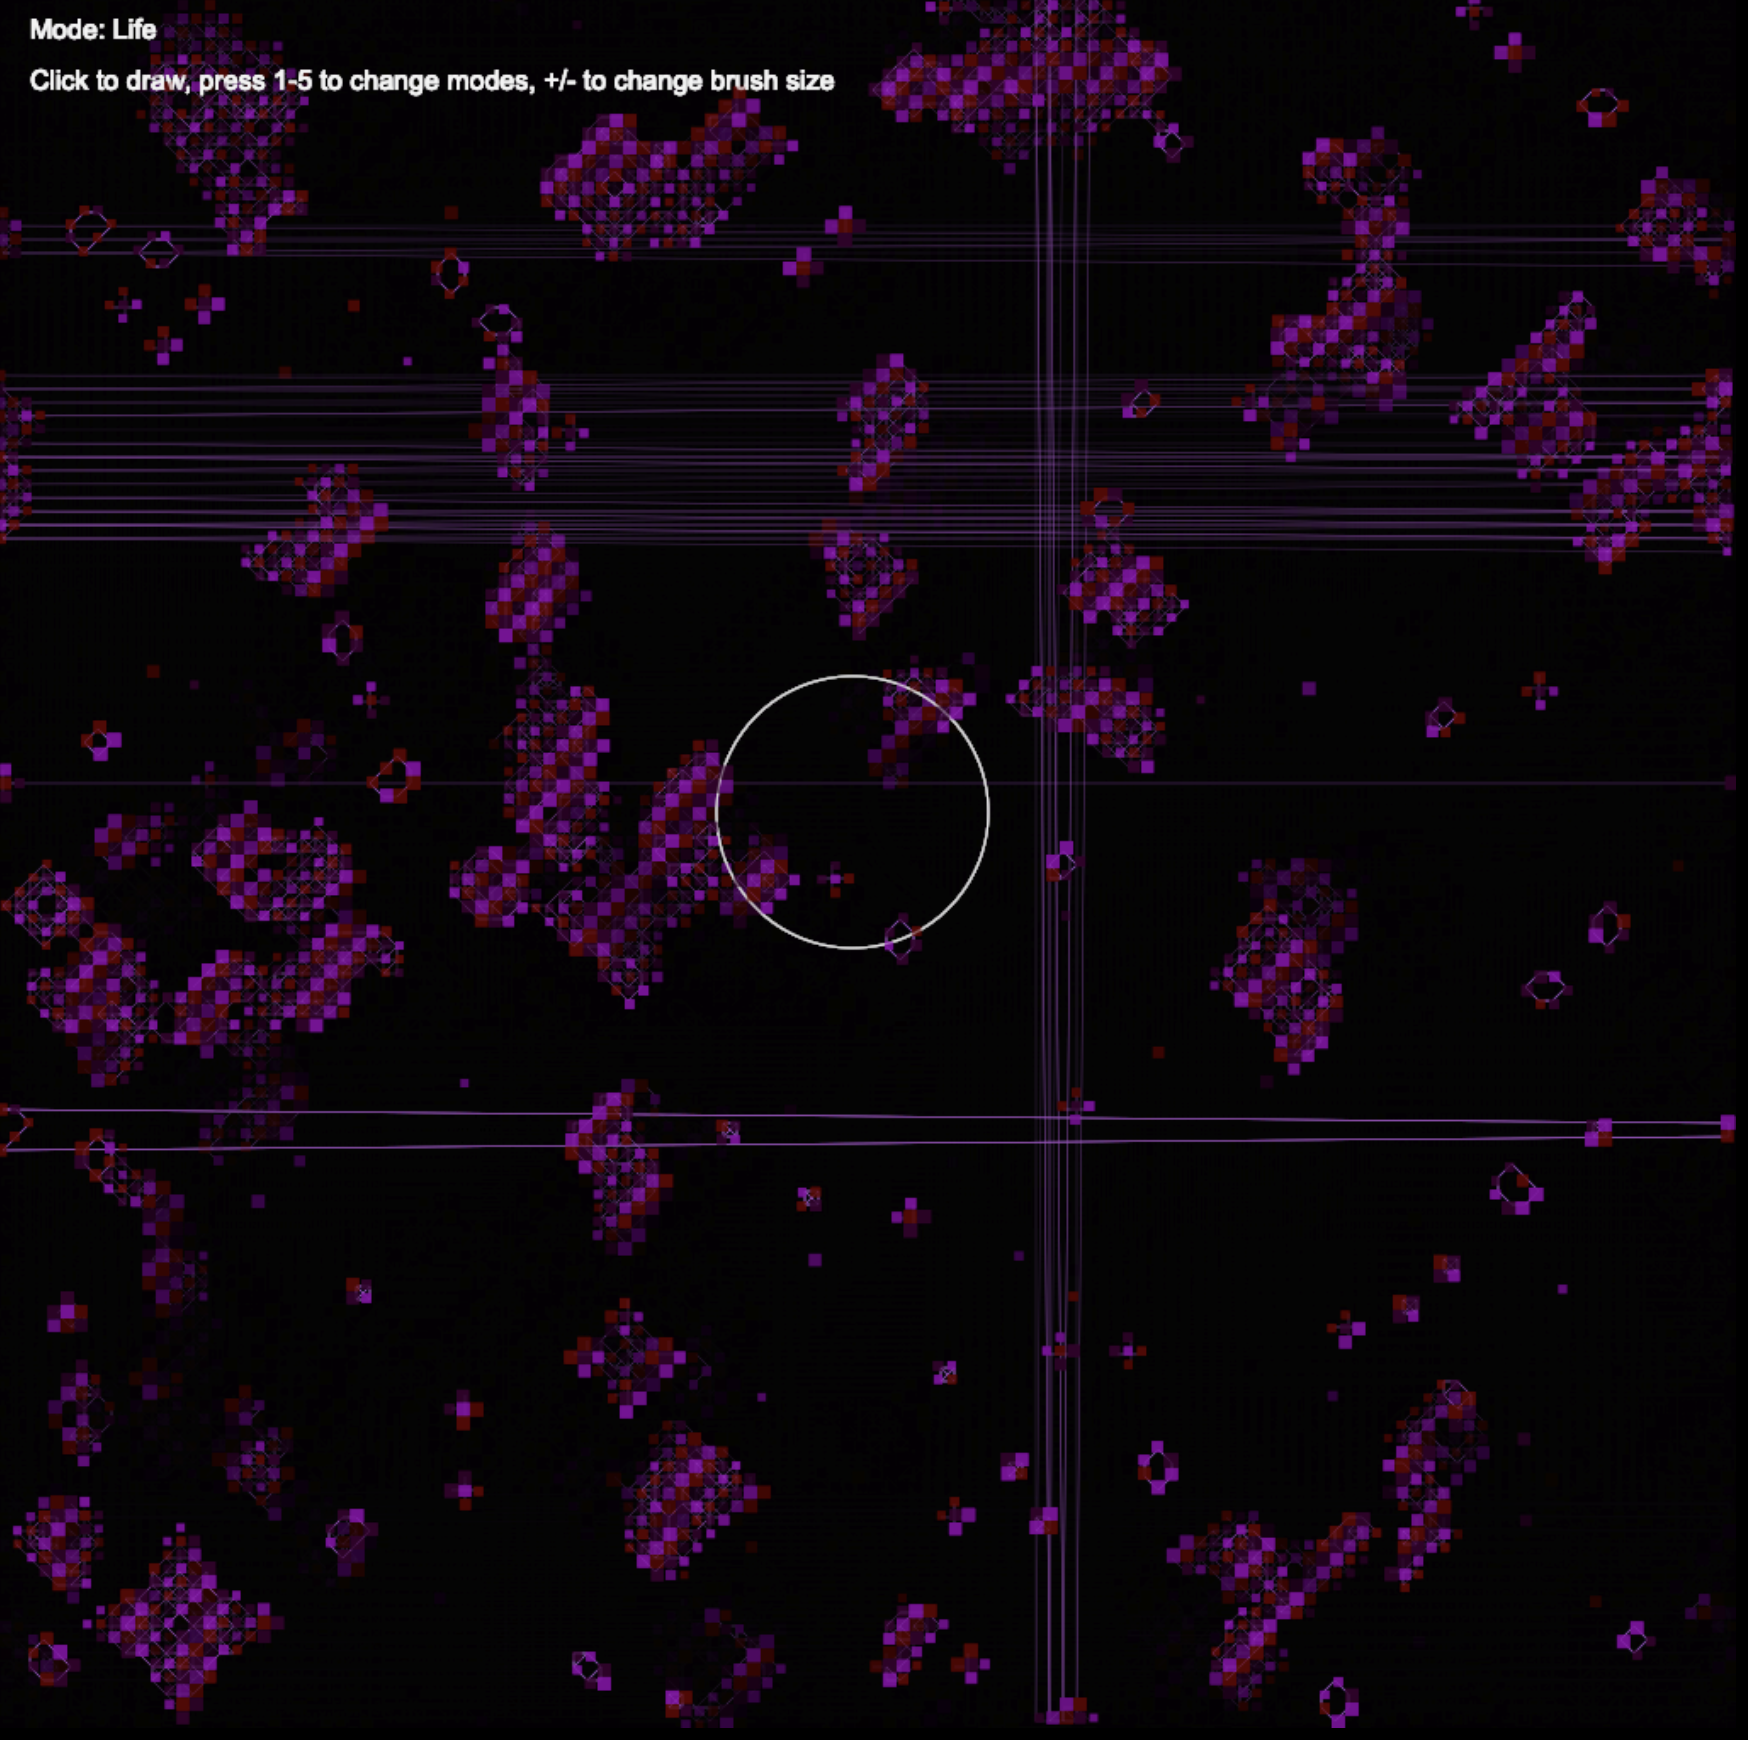 Mode: Life
Click to draw, press 1-5 to change modes, +/- to change brush size